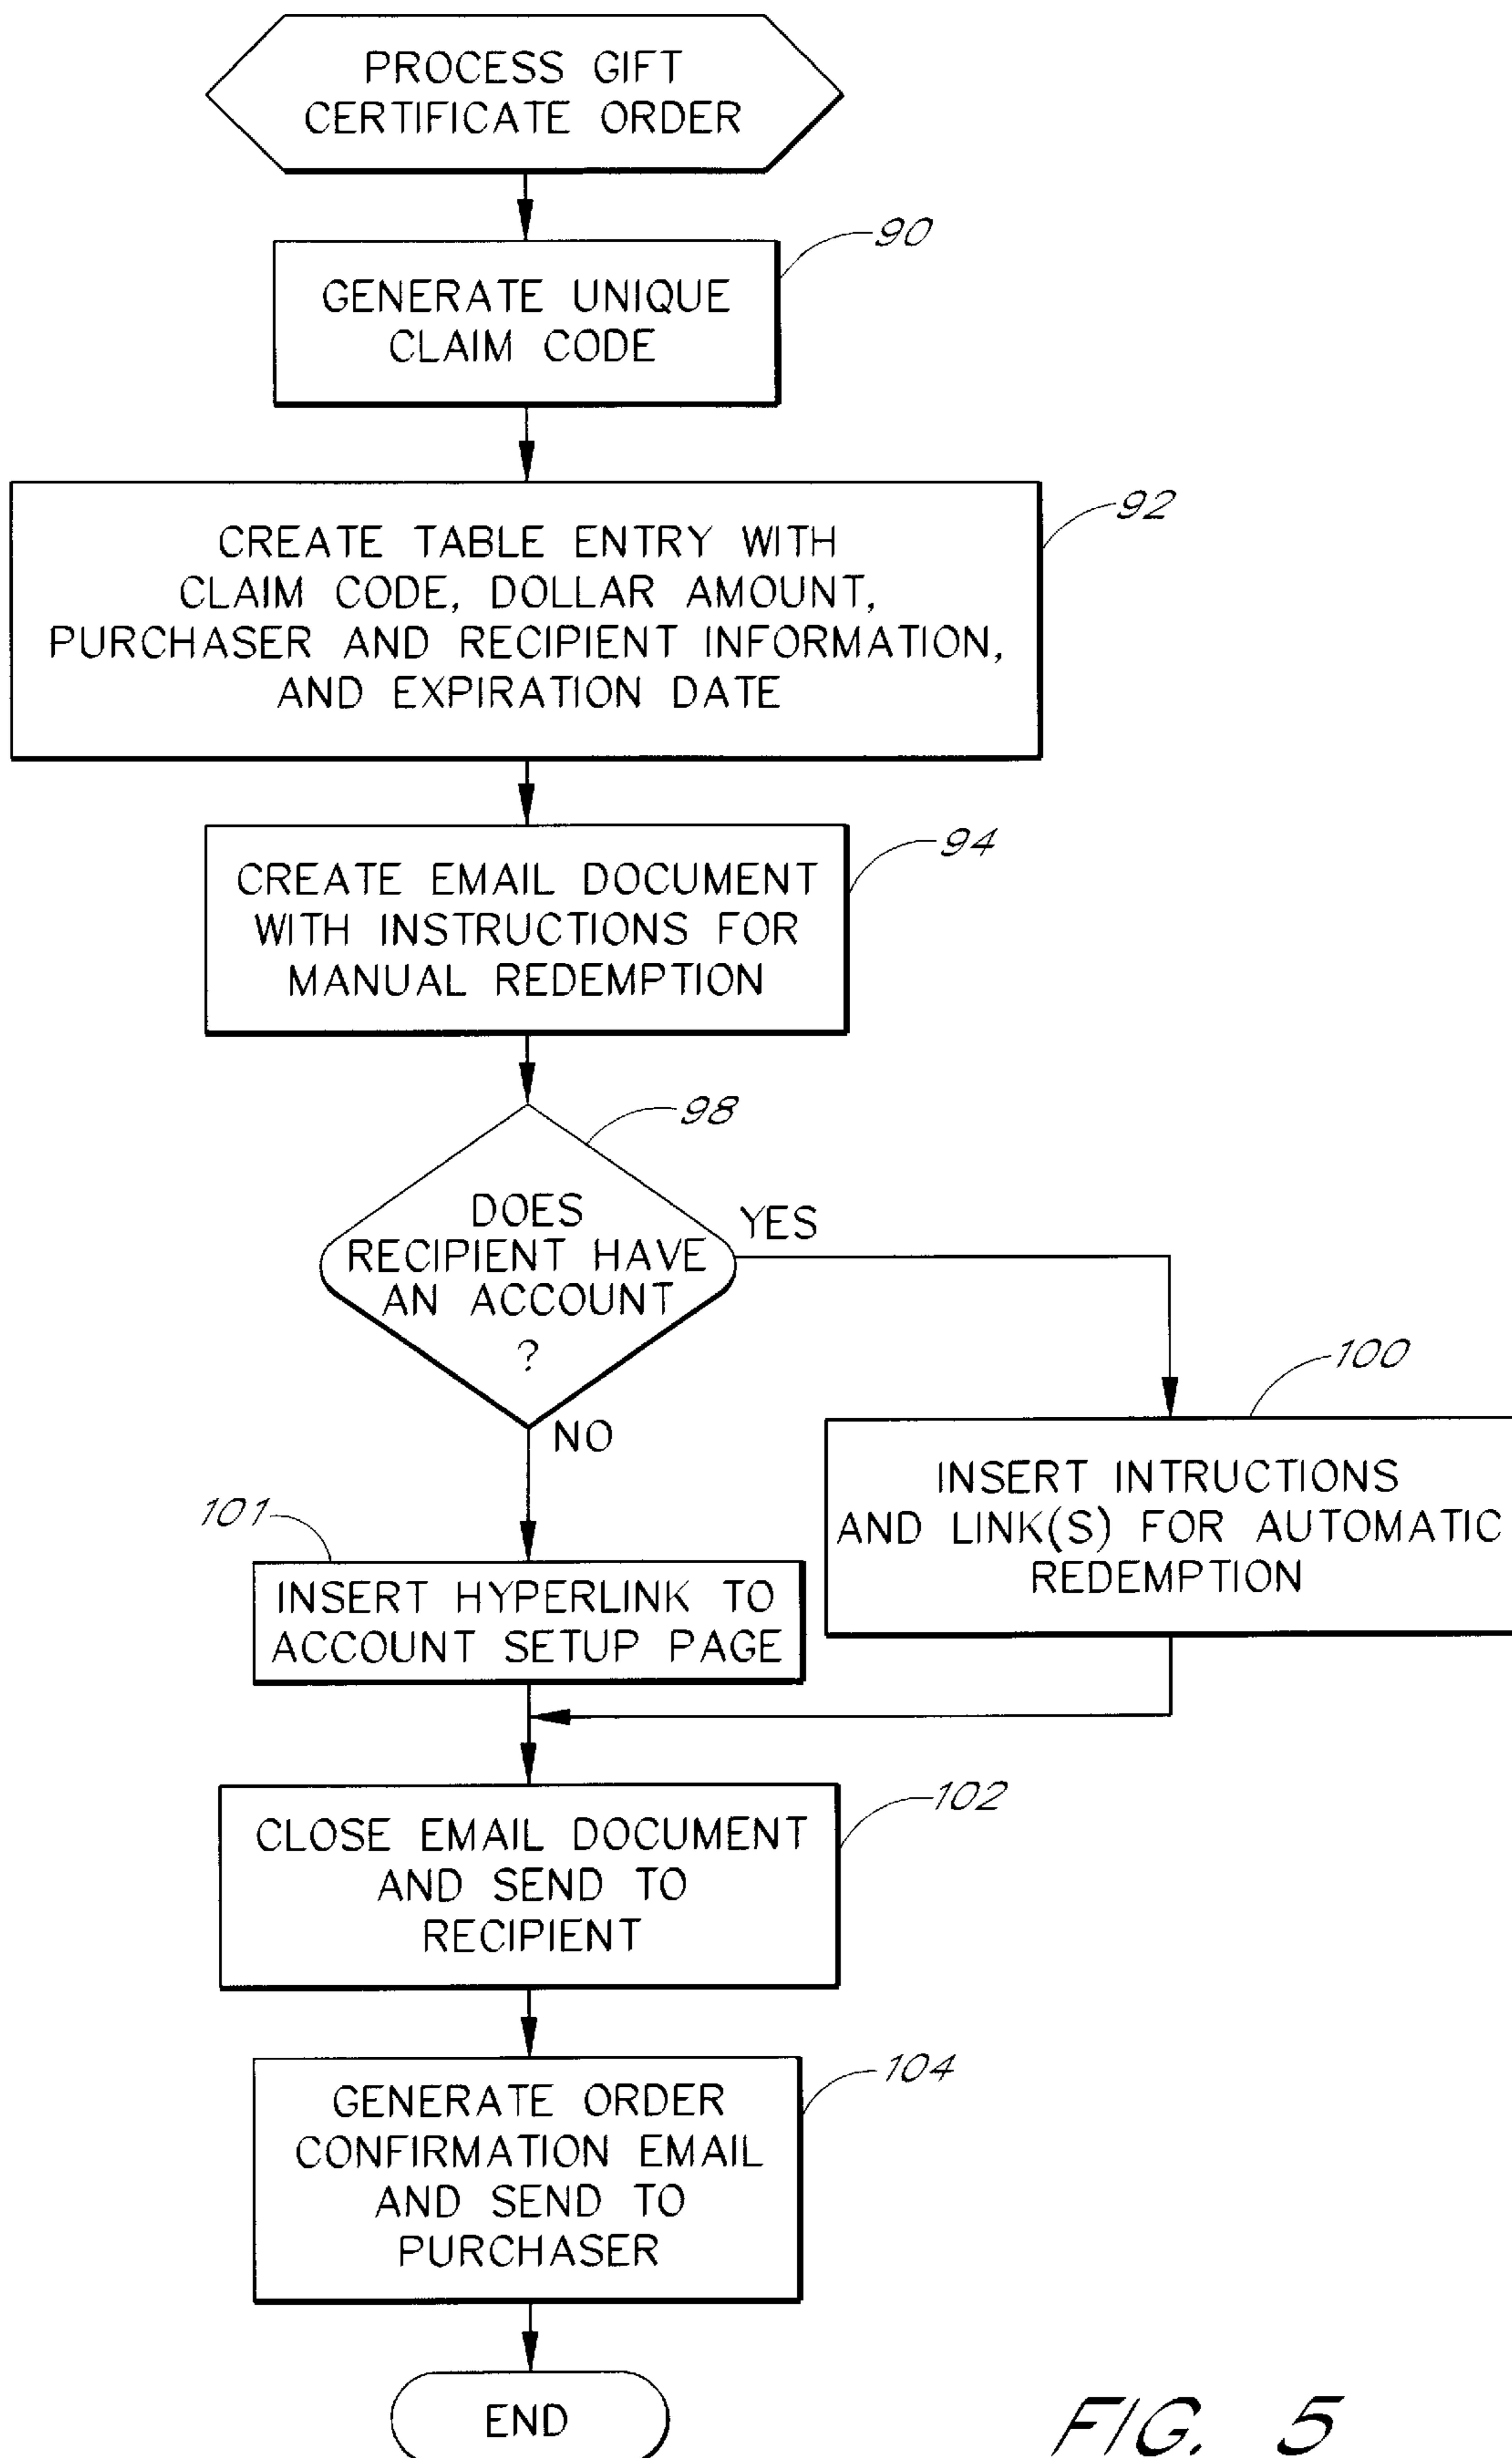 PROCESS GIFT
CERTIFICATE ORDER
90
GENERATE UNIQUE
CLAIM CODE
92
CREATE TABLE ENTRY WITH
CLAIM CODE, DOLLAR AMOUNT,
PURCHASER AND RECIPIENT INFORMATION,
AND EXPIRATION DATE
94
CREATE EMAIL DOCUMENT
WITH INSTRUCTIONS FOR
MANUAL REDEMPTION
98
DOES
RECIPIENT HAVE
AN ACCOUNT
?
YES
NO
100
INSERT INTRUCTIONS
AND LINK(S) FOR AUTOMATIC
REDEMPTION
101
INSERT HYPERLINK TO
ACCOUNT SETUP PAGE
102
CLOSE EMAIL DOCUMENT
AND SEND TO
RECIPIENT
104
GENERATE ORDER
CONFIRMATION EMAIL
AND SEND TO
PURCHASER
END
FIG. 5